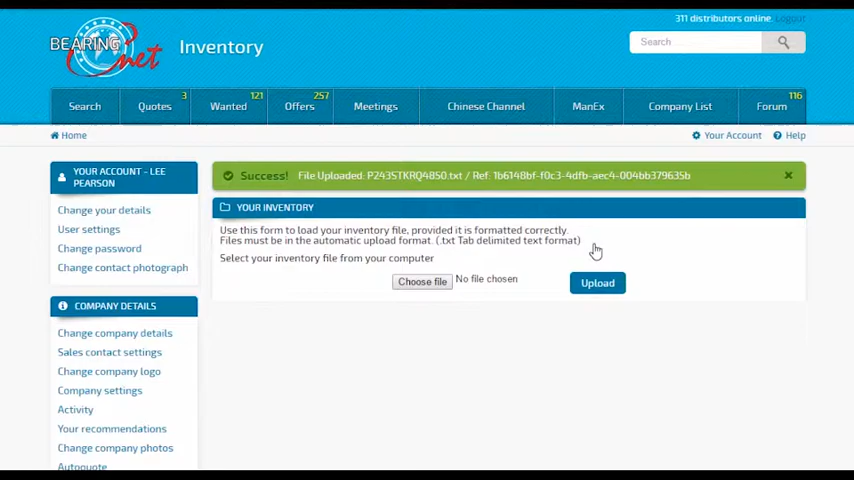 311 distributors online. Logout
BEARING net
Inventory
Search
Search
Quotes 3
Wanted 121
Offers 257
Meetings
Chinese Channel
ManEx
Company List
Forum 116
Home
Your Account
Help
YOUR ACCOUNT - LEE
PEARSON
Change your details
User settings
Change password
Change contact photograph
COMPANY DETAILS
Change company details
Sales contact settings
Change company logo
Company settings
Activity
Your recommendations
Change company photos
Autoquote
Success! File Uploaded: P243STKRQ4850.txt / Ref: 1b6148bf-f0c3-4dfb-aec4-004bb379635b
YOUR INVENTORY
Use this form to load your inventory file, provided it is formatted correctly.
Files must be in the automatic upload format. (.txt Tab delimited text format)
Select your inventory file from your computer
Choose file No file chosen
Upload